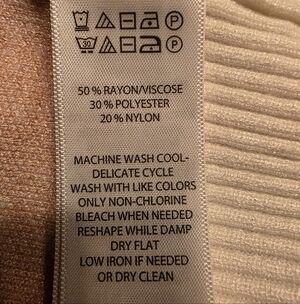 50% RAYON/VISCOSE
30% POLYESTER
20% NYLON
MACHINE WASH COOL-
DELICATE CYCLE
WASH WITH LIKE COLORS
ONLY NON-CHLORINE
BLEACH WHEN NEEDED
RESHAPE WHILE DAMP
DRY FLAT
LOW IRON IF NEEDED
OR DRY CLEAN